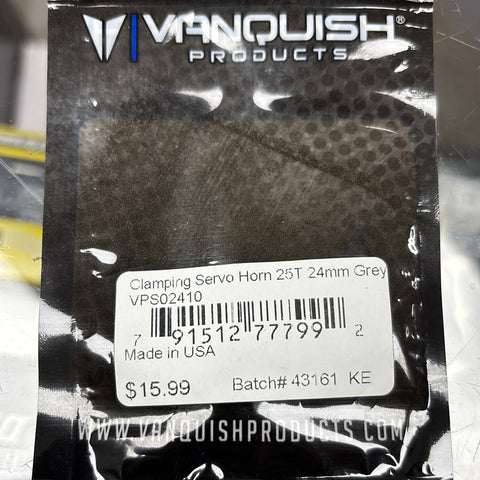 VANQUISH®
PRODUCTS
Clamping Servo Horn 25T 24mm Grey
VPS02410
7 91512 77799 2
Made in USA
$15.99 Batch# 43161 KE
WWW.VANQUISHPRODUCTS.COM